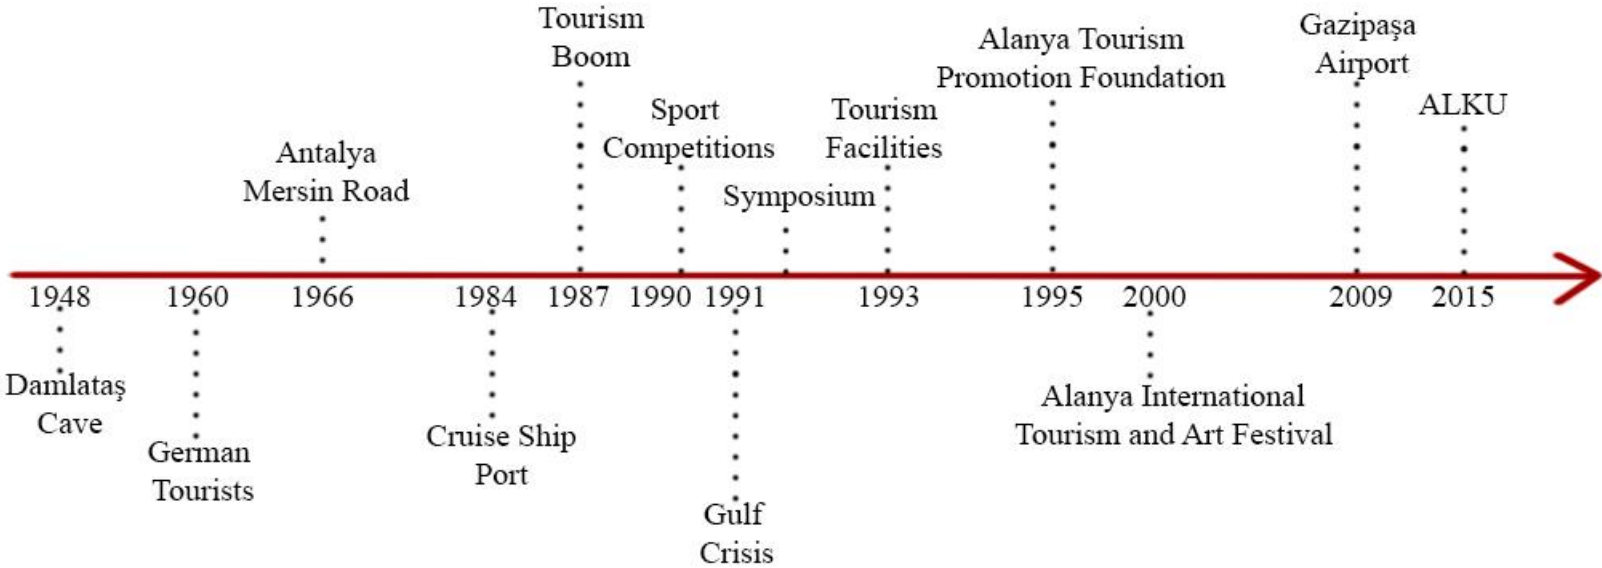 Tourism
Boom
Gazipaşa
Airport
Alanya Tourism
Promotion Foundation
Sport
Competitions
Tourism
Facilities
ALKU
Antalya
Mersin Road
Symposium
1948 1960 1966 1984 1987 1990 1991 1993 1995 2000 2009 2015
Damlataş
Cave
German
Tourists
Cruise Ship
Port
Gulf
Crisis
Alanya International
Tourism and Art Festival